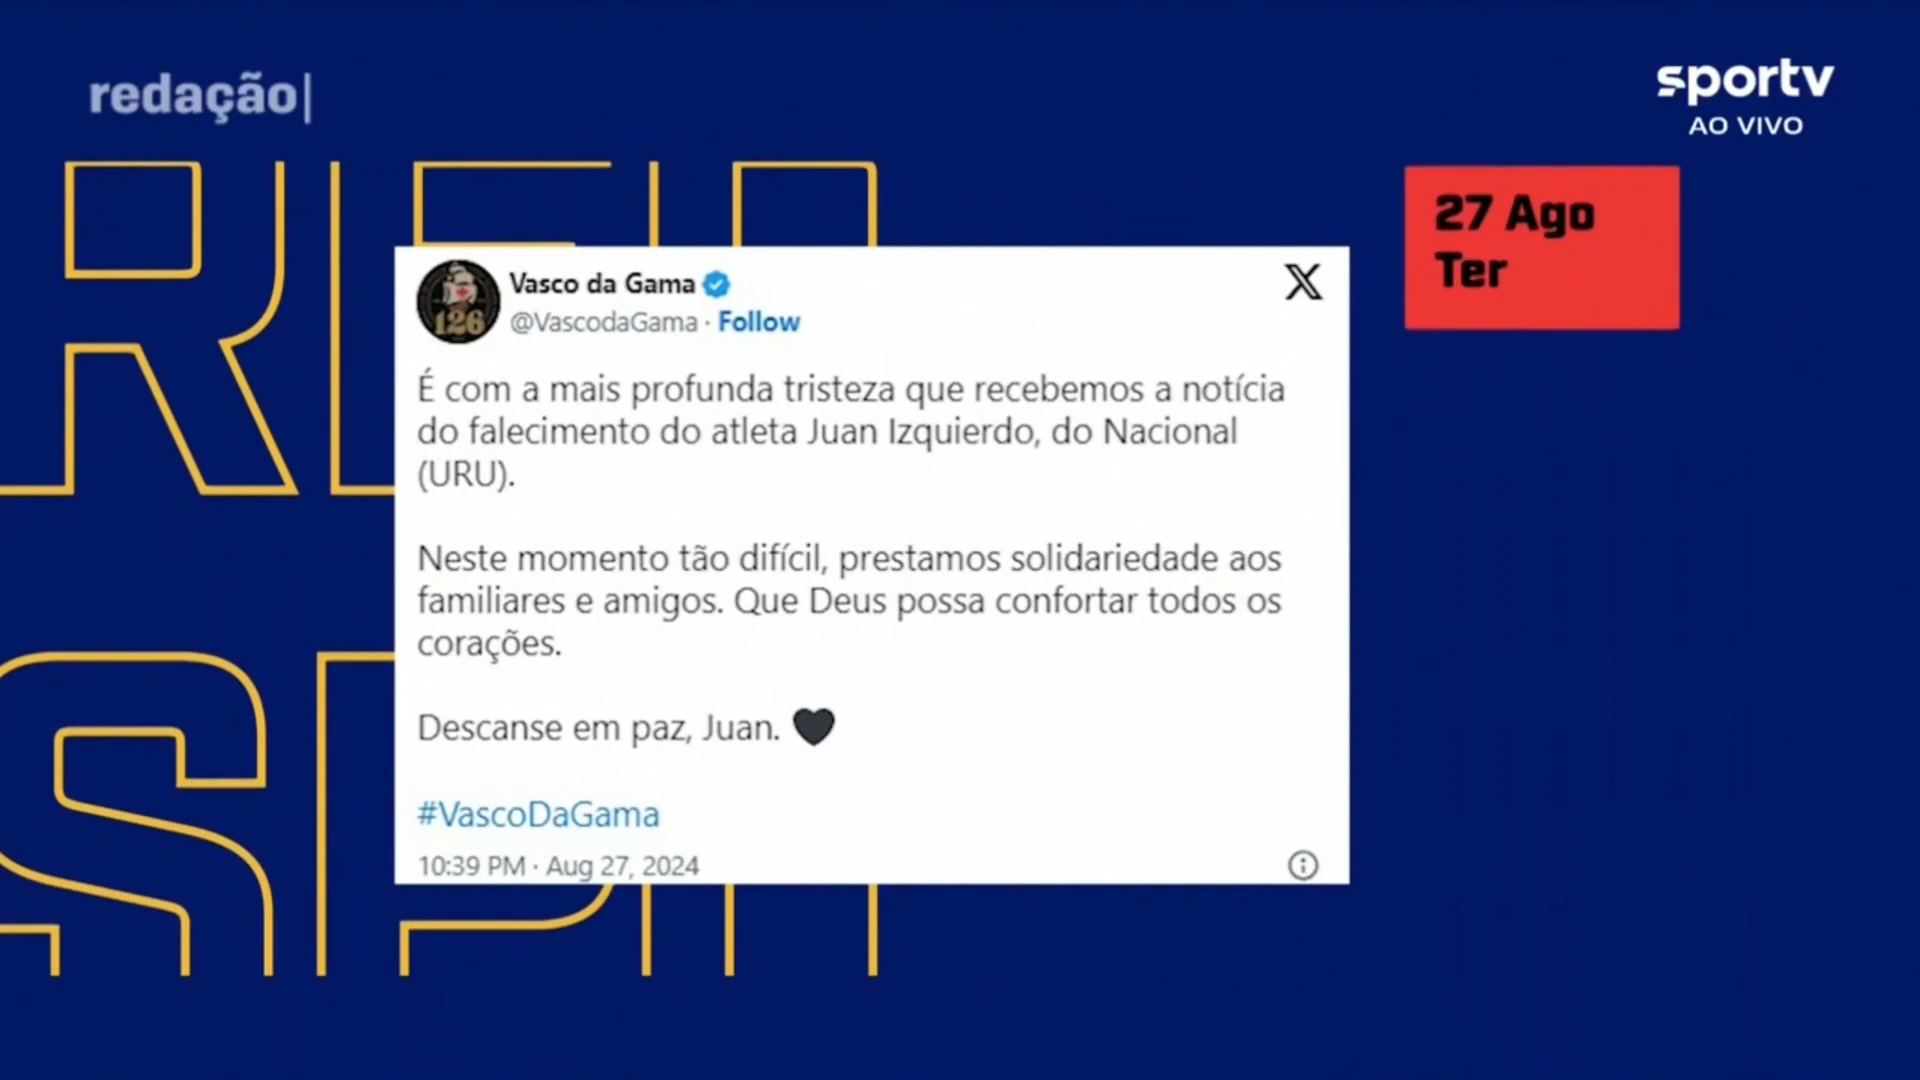 redação|
sportv
AO VIVO
27 Ago
Ter
126
Vasco da Gama
@VascodaGama · Follow
É com a mais profunda tristeza que recebemos a notícia
do falecimento do atleta Juan Izquierdo, do Nacional
(URU).
Neste momento tão difícil, prestamos solidariedade aos
familiares e amigos. Que Deus possa confortar todos os
corações.
Descanse em paz, Juan. 🖤
#VascoDaGama
10:39 PM · Aug 27, 2024